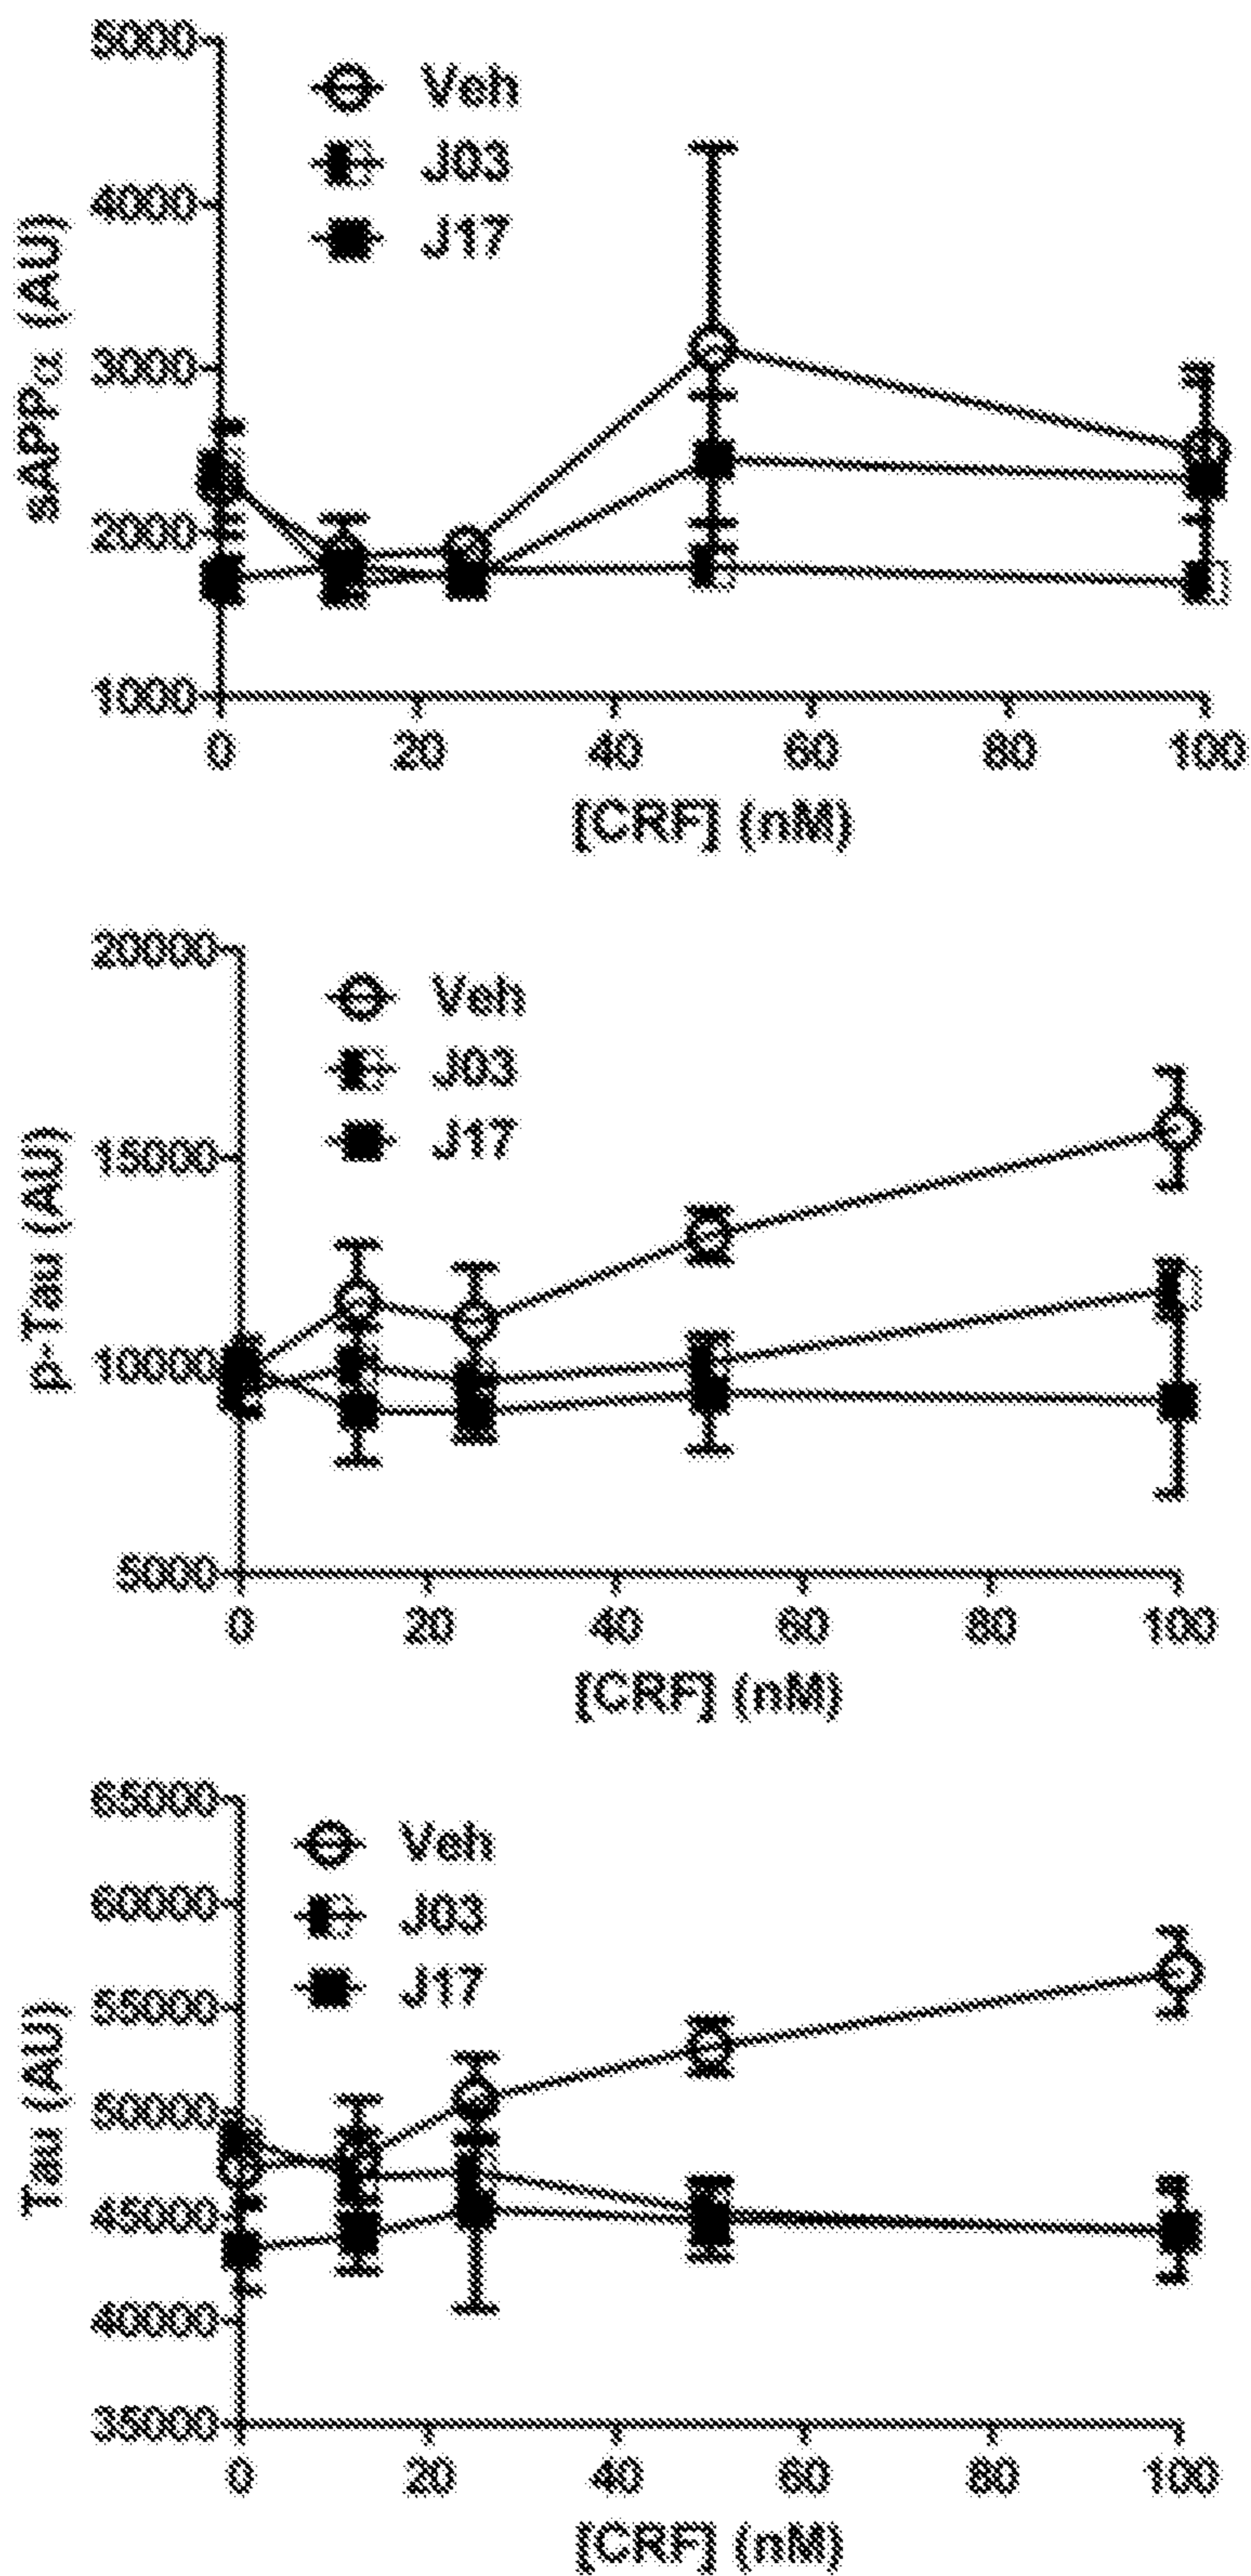 5000
4000
3000
2000
1000
sAPPα (AU)
Veh
J03
J17
0 20 40 60 80 100
[CRF] (nM)
20000
15000
10000
5000
p-Tau (AU)
Veh
J03
J17
0 20 40 60 80 100
[CRF] (nM)
65000
60000
55000
50000
45000
40000
35000
Tau (AU)
Veh
J03
J17
0 20 40 60 80 100
[CRF] (nM)